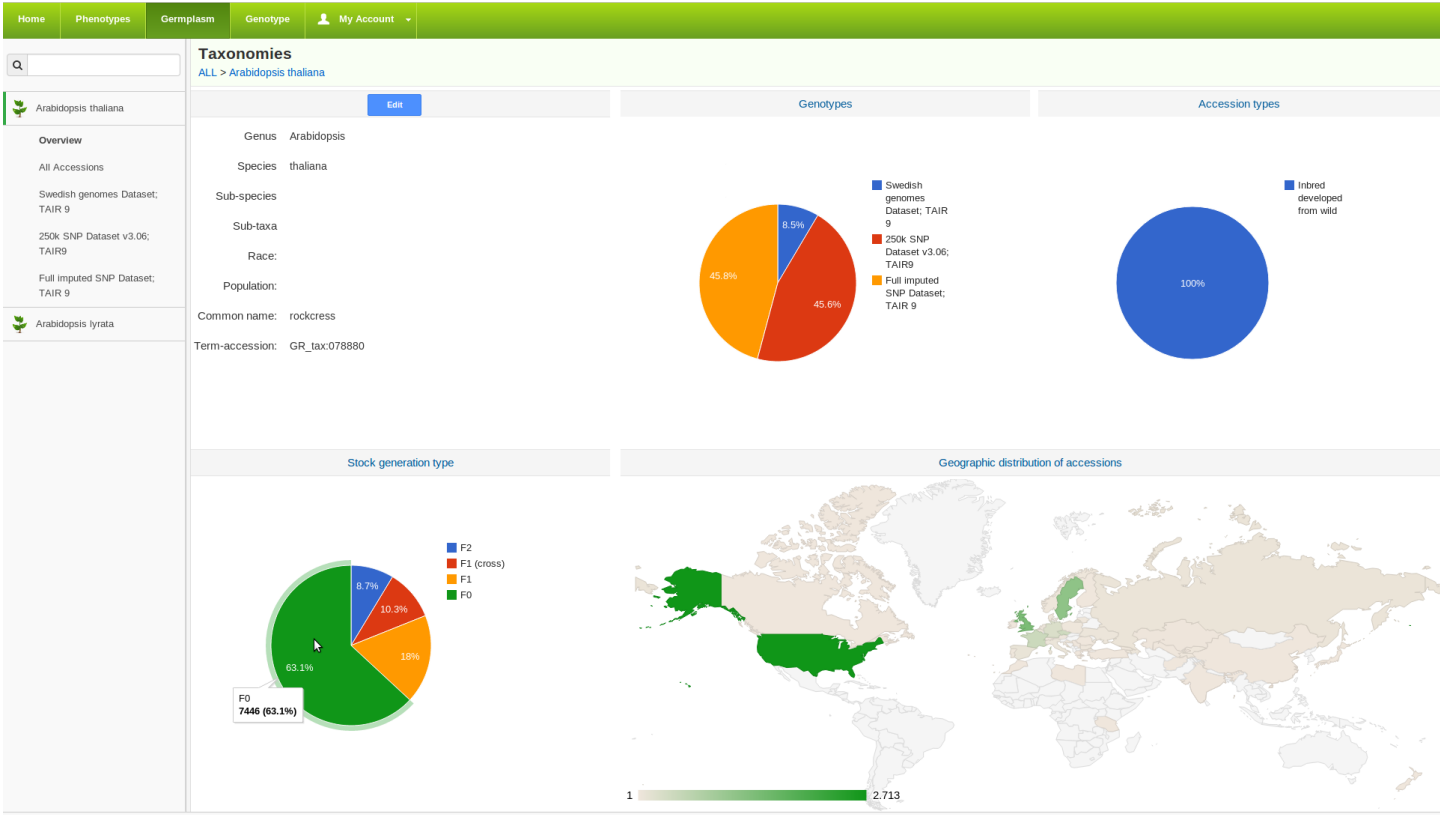 Home Phenotypes Germplasm Genotype My Account
Taxonomies
ALL > Arabidopsis thaliana
Arabidopsis thaliana
Overview
All Accessions
Swedish genomes Dataset;
TAIR 9
250k SNP Dataset v3.06;
TAIR9
Full imputed SNP Dataset;
TAIR 9
Arabidopsis lyrata
Edit
Genus Arabidopsis
Species thaliana
Sub-species
Sub-taxa
Race:
Population:
Common name: rockcress
Term-accession: GR_tax:078880
Genotypes
8.5%
45.8%
45.6%
Swedish
genomes
Dataset; TAIR
9
250k SNP
Dataset v3.06;
TAIR9
Full imputed
SNP Dataset;
TAIR 9
Accession types
100%
Inbred
developed
from wild
Stock generation type
8.7%
10.3%
18%
63.1%
F0
7446 (63.1%)
F2
F1 (cross)
F1
F0
Geographic distribution of accessions
1 2.713